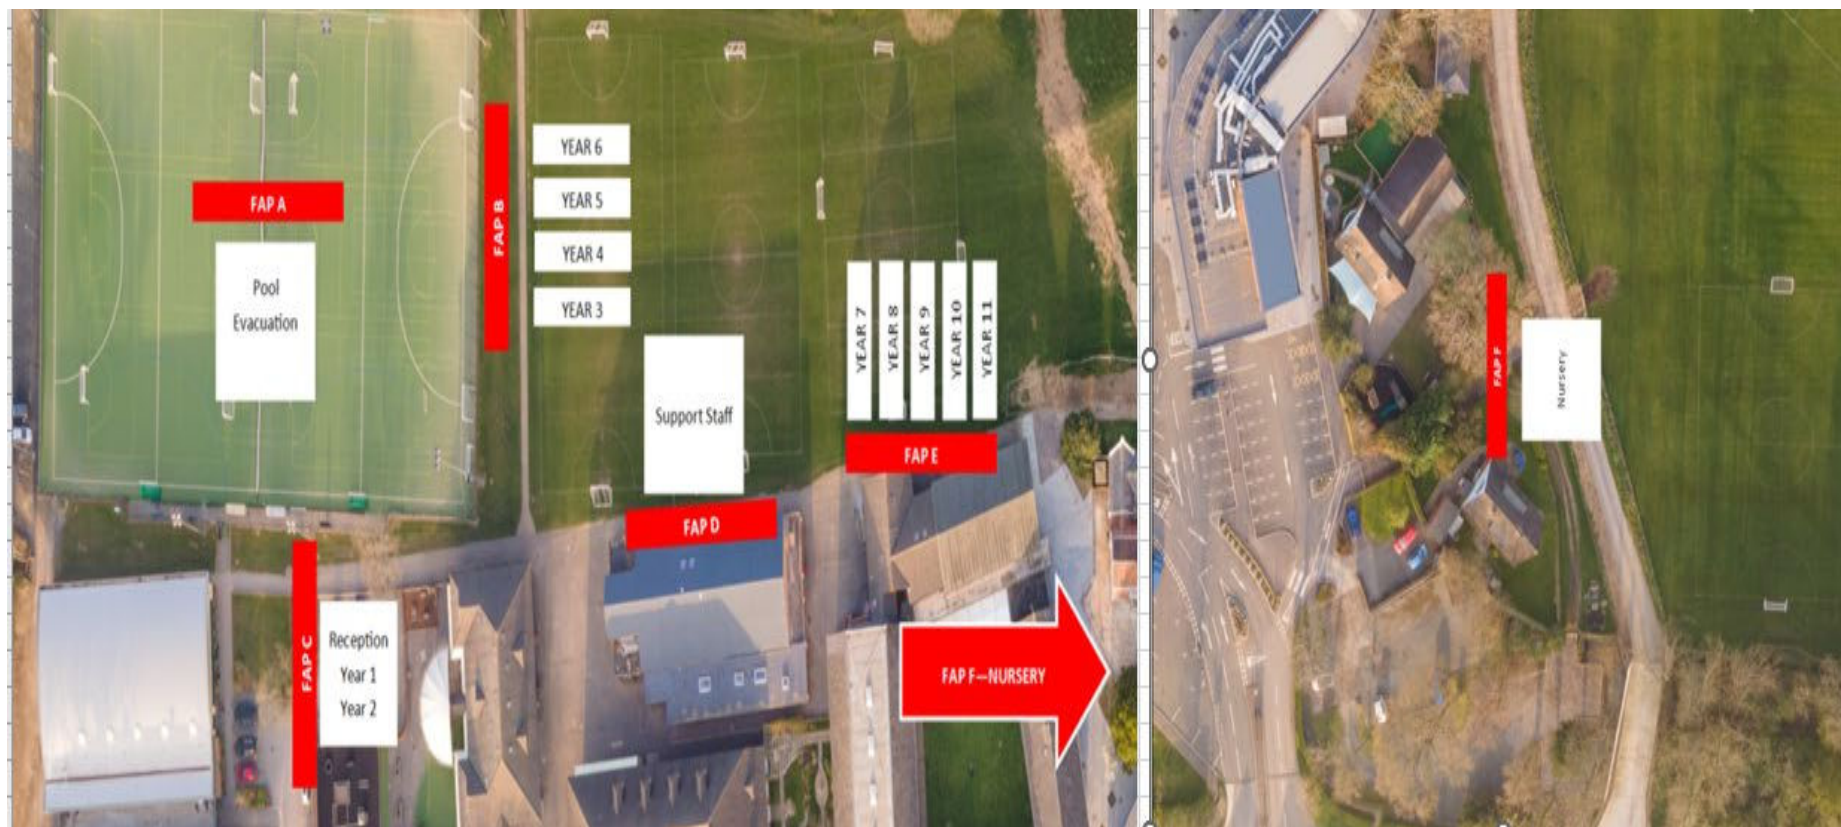 FAP A
Pool
Evacuation
FAP B
YEAR 6
YEAR 5
YEAR 4
YEAR 3
Support Staff
FAP D
YEAR 7
YEAR 8
YEAR 9
YEAR 10
YEAR 11
FAP E
FAP C
Reception
Year 1
Year 2
FAP F—NURSERY
FAP F
Nursery